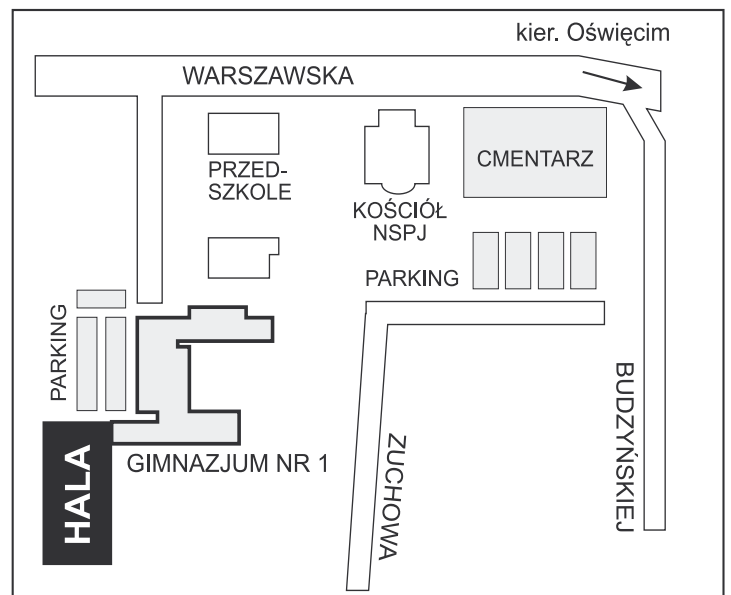 kier. Oświęcim
WARSZAWSKA
PRZED-
SZKOLE
KOŚCIÓŁ
NSPJ
CMENTARZ
PARKING
PARKING
HALA
GIMNAZJUM NR 1
ZUCHOWA
BUDZYŃSKIEJ